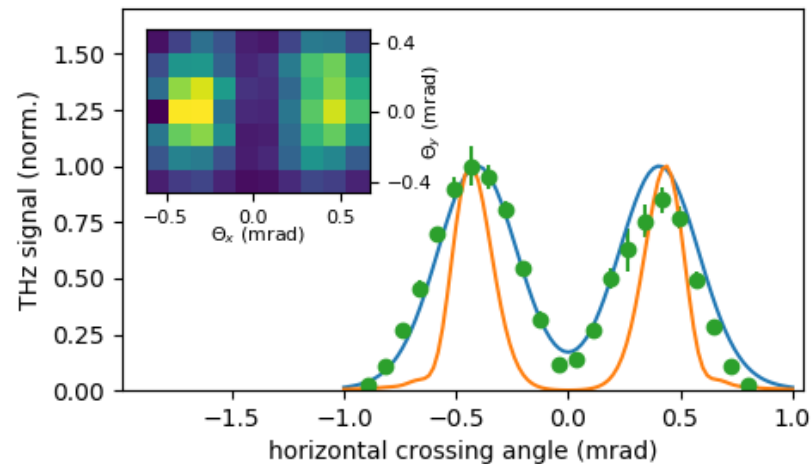 THz signal (norm.)
1.50
1.25
1.00
0.75
0.50
0.25
0.00
−1.5 −1.0 −0.5 0.0 0.5 1.0
horizontal crossing angle (mrad)
0.4
0.0
−0.4
Θy (mrad)
−0.5 0.0 0.5
Θx (mrad)